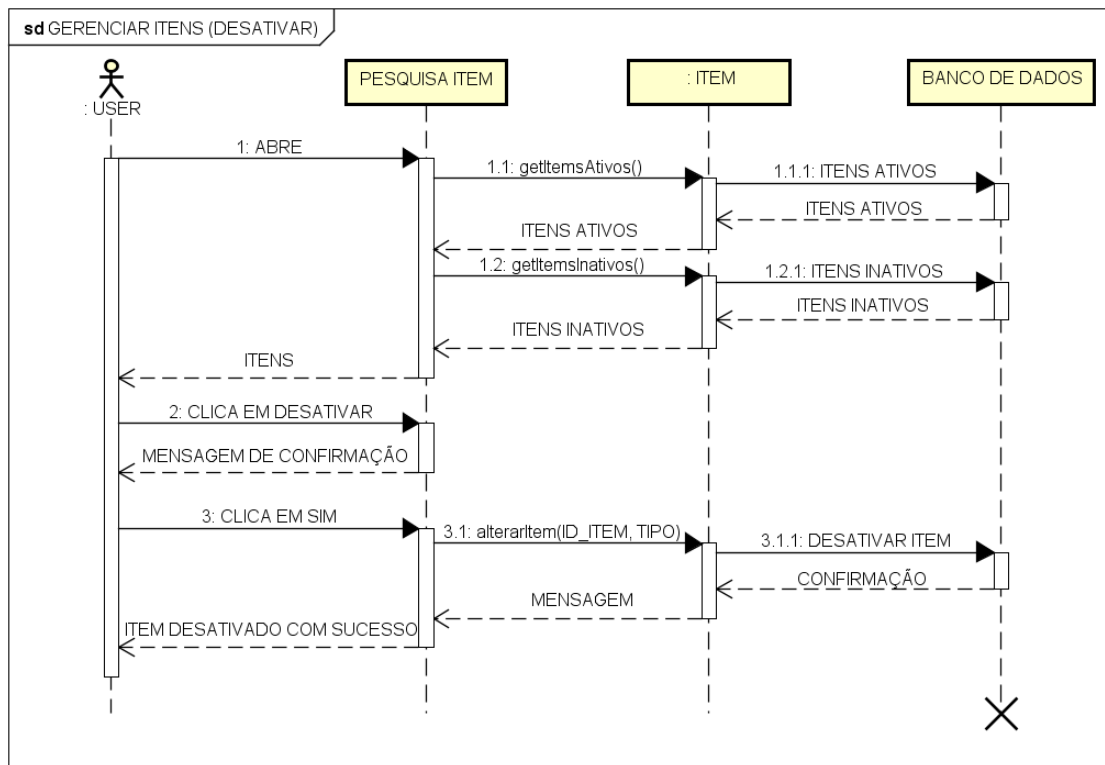 sd GERENCIAR ITENS (DESATIVAR)
: USER
PESQUISA ITEM
: ITEM
BANCO DE DADOS
1: ABRE
1.1: getItemsAtivos()
1.1.1: ITENS ATIVOS
ITENS ATIVOS
ITENS ATIVOS
1.2: getItemsInativos()
1.2.1: ITENS INATIVOS
ITENS INATIVOS
ITENS INATIVOS
ITENS
2: CLICA EM DESATIVAR
MENSAGEM DE CONFIRMAÇÃO
3: CLICA EM SIM
3.1: alterarItem(ID_ITEM, TIPO)
3.1.1: DESATIVAR ITEM
CONFIRMAÇÃO
MENSAGEM
ITEM DESATIVADO COM SUCESSO